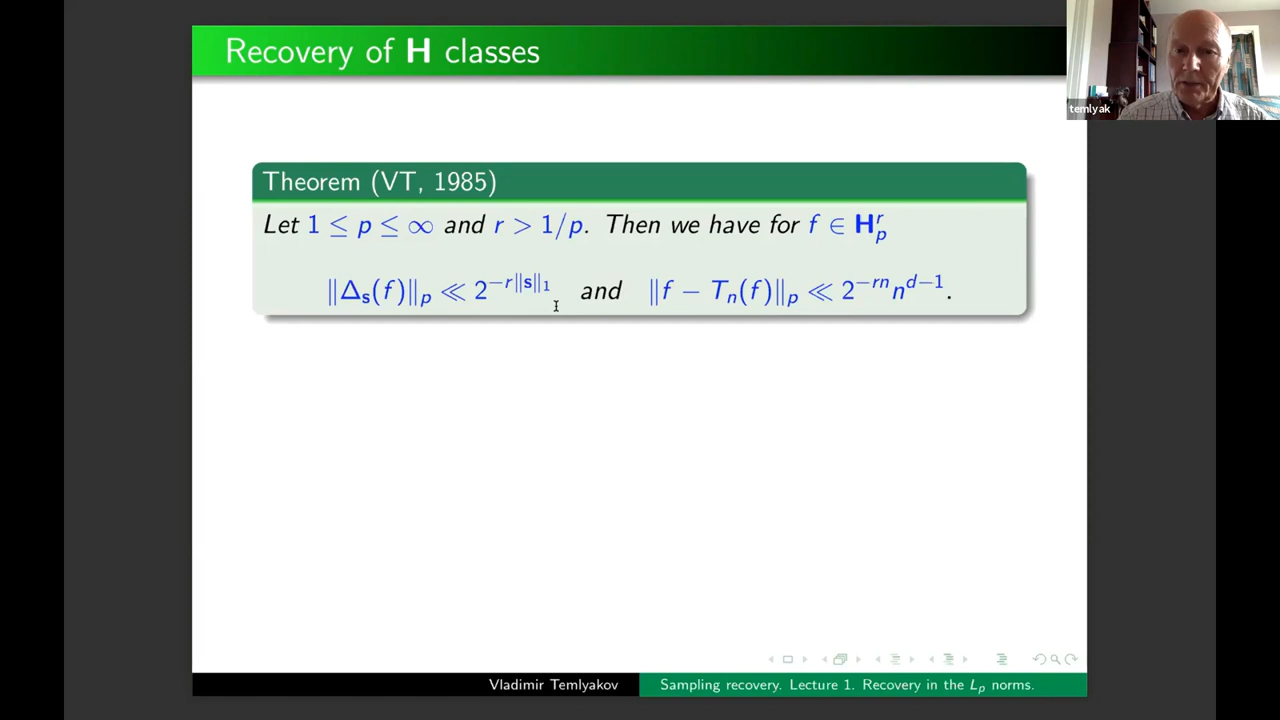 Recovery of H classes
temlyak
Theorem (VT, 1985)
Let 1 ≤ p ≤ ∞ and r > 1/p. Then we have for f ∈ H^r_p
‖Δ_s(f)‖_p ≪ 2^{−r‖s‖_1} and ‖f − T_n(f)‖_p ≪ 2^{−rn} n^{d−1}.
Vladimir Temlyakov
Sampling recovery. Lecture 1. Recovery in the L_p norms.